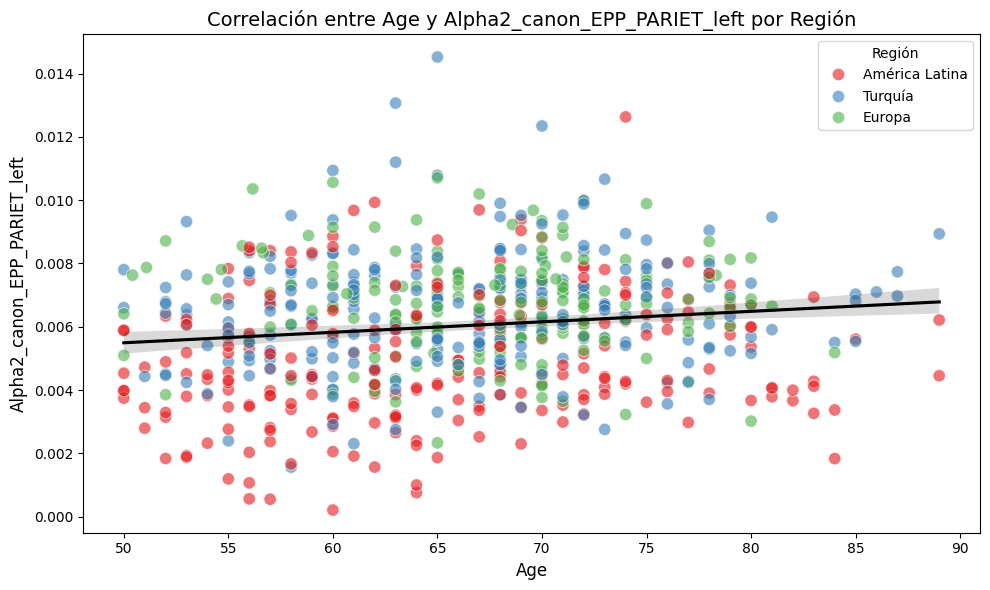 Correlación entre Age y Alpha2_canon_EPP_PARIET_left por Región
Región
América Latina
Turquía
Europa
Alpha2_canon_EPP_PARIET_left
0.014
0.012
0.010
0.008
0.006
0.004
0.002
0.000
50 55 60 65 70 75 80 85 90
Age